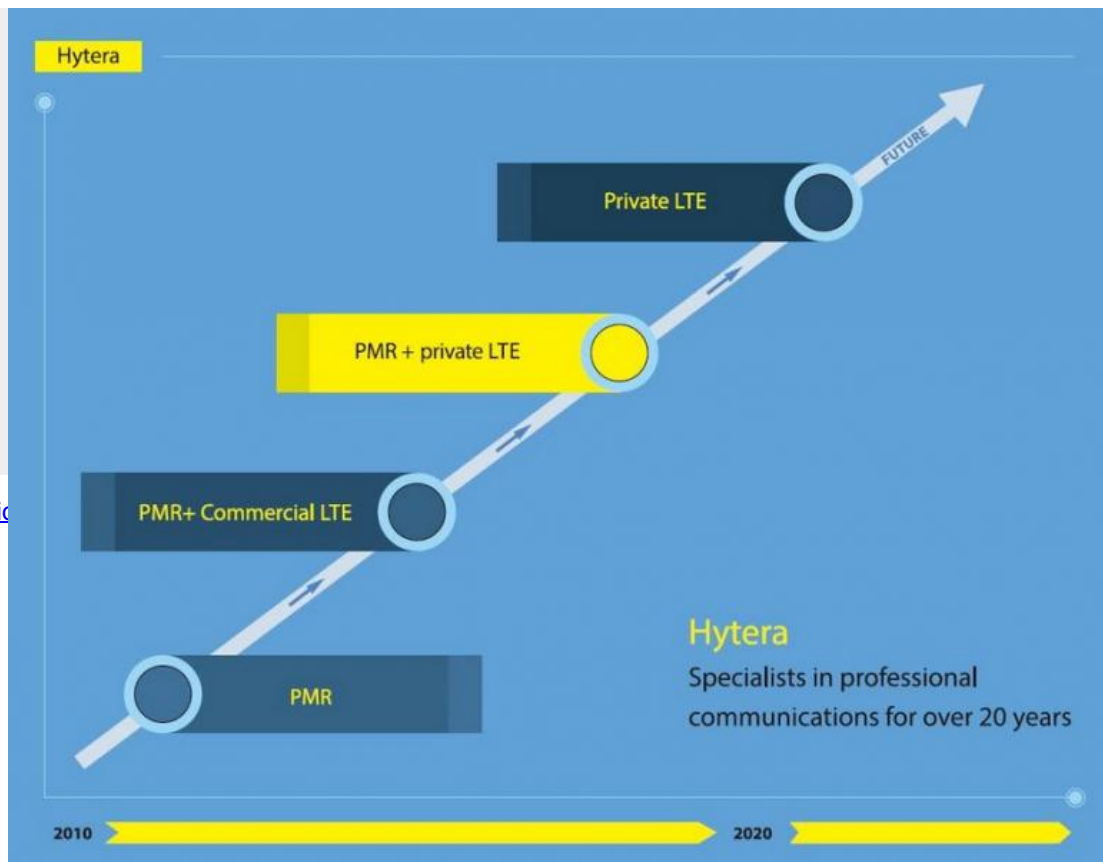 Hytera
FUTURE
Private LTE
PMR + private LTE
PMR+ Commercial LTE
PMR
Hytera
Specialists in professional
communications for over 20 years
2010
2020